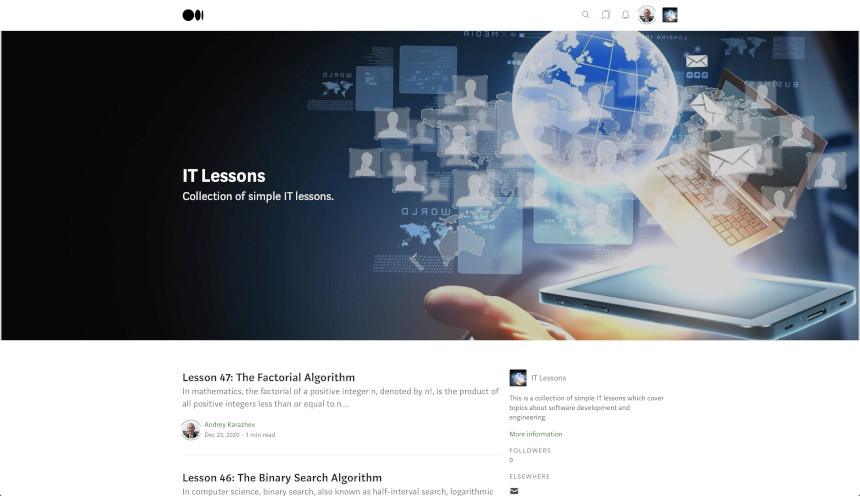 IT Lessons
Collection of simple IT lessons.
WORLD
WORLD
Lesson 47: The Factorial Algorithm
In mathematics, the factorial of a positive integer n, denoted by n!, is the product of
all positive integers less than or equal to n...
Andrey Karazhev
Dec 25, 2020 · 1 min read
Lesson 46: The Binary Search Algorithm
In computer science, binary search, also known as half-interval search, logarithmic
IT Lessons
This is a collection of simple IT lessons which cover
topics about software development and
engineering.
More information
FOLLOWERS
0
ELSEWHERE